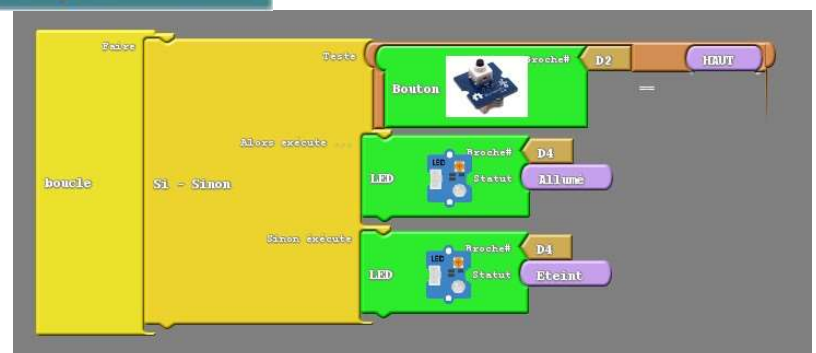 Faire
Teste
Broche# D2
HAUT
Bouton
==
Alors exécute ...
Broche# D4
LED
boucle
Si - Sinon
LED
Statut
Allumé
Sinon éxécute
Broche# D4
LED
LED
Statut
Eteint